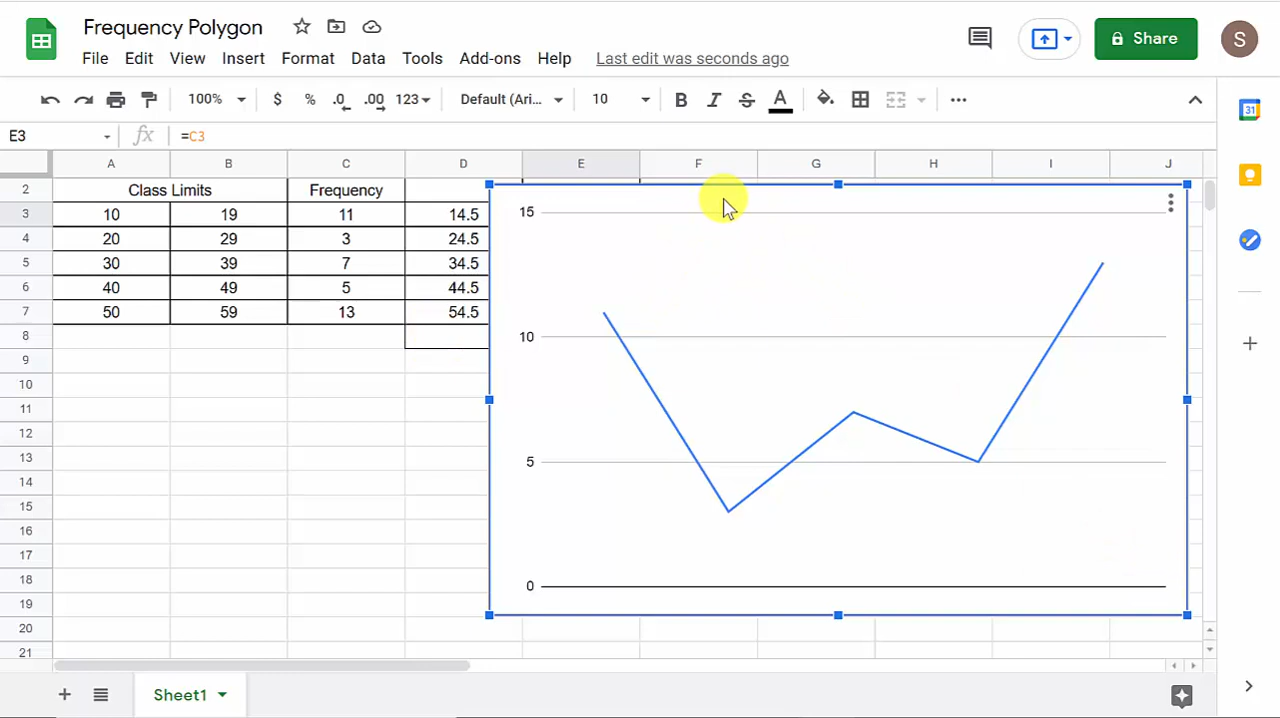 Frequency Polygon
File Edit View Insert Format Data Tools Add-ons Help Last edit was seconds ago
Share
S
100% $ % .0 .00 123 Default (Ari... 10 B I S A
E3 fx =C3
A B C D E F G H I J
2 Class Limits Frequency
3 10 19 11 14.5
4 20 29 3 24.5
5 30 39 7 34.5
6 40 49 5 44.5
7 50 59 13 54.5
8
9
10
11
12
13
14
15
16
17
18
19
20
21
15
10
5
0
31
Sheet1